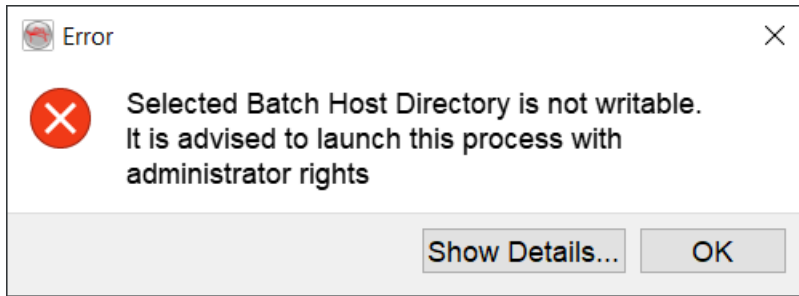 Error
Selected Batch Host Directory is not writable.
It is advised to launch this process with
administrator rights
Show Details...
OK